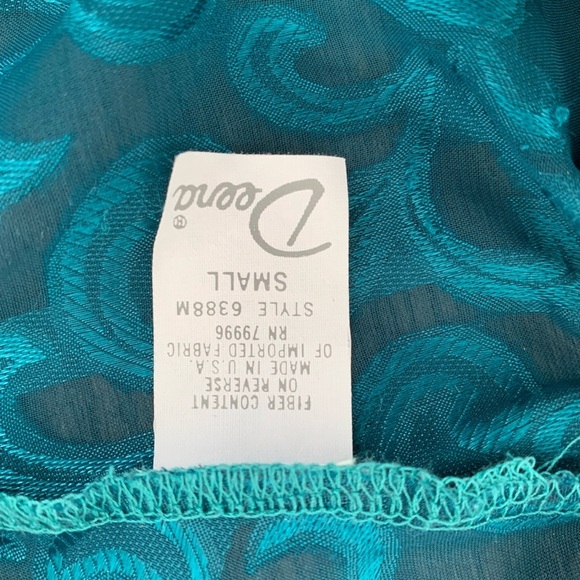 Deena®
SMALL
STYLE 6388M
RN 79996
OF IMPORTED FABRIC
MADE IN U.S.A.
ON REVERSE
FIBER CONTENT